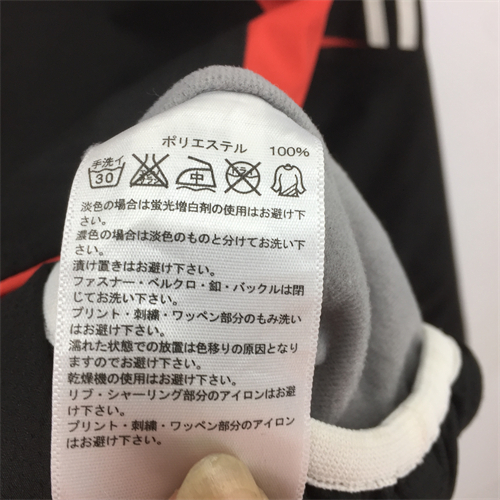 ポリエステル 100%
手洗イ
30 エンソサラシ 中 ドライ
淡色の場合は蛍光増白剤の使用はお避け下
さい。
濃色の場合は淡色のものと分けてお洗い下
さい。
漬け置きはお避け下さい。
ファスナー・ベルクロ・釦・バックルは閉
じてお洗い下さい。
プリント・刺繍・ワッペン部分のもみ洗い
はお避け下さい。
濡れた状態での放置は色移りの原因となり
ますのでお避け下さい。
乾燥機の使用はお避け下さい。
リブ・シャーリング部分のアイロンはお避け
下さい。
プリント・刺繍・ワッペン部分のアイロン
はお避け下さい。